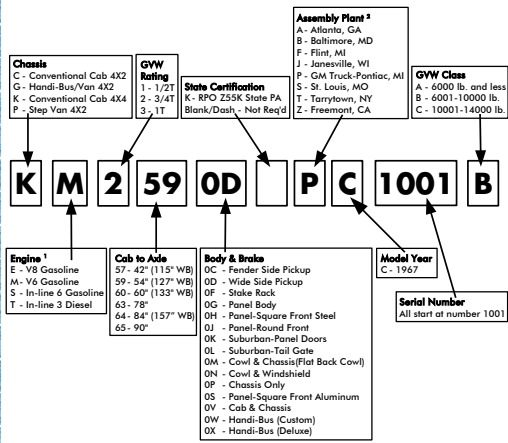 Chassis
C - Conventional Cab 4X2
G - Handi-Bus/Van 4X2
K - Conventional Cab 4X4
P - Step Van 4X2
GVW
Rating
1 - 1/2T
2 - 3/4T
3 - 1T
State Certification
K - RPO Z55K State PA
Blank/Dash - Not Req'd
Assembly Plant ²
A - Atlanta, GA
B - Baltimore, MD
F - Flint, MI
J - Janesville, WI
P - GM Truck-Pontiac, MI
S - St. Louis, MO
T - Tarrytown, NY
Z - Freemont, CA
GVW Class
A - 6000 lb. and less
B - 6001-10000 lb.
C - 10001-14000 lb.
K M 2 59 0D P C 1001 B
Engine ¹
E - V8 Gasoline
M - V6 Gasoline
S - In-line 6 Gasoline
T - In-line 3 Diesel
Cab to Axle
57 - 42" (115" WB)
59 - 54" (127" WB)
60 - 60" (133" WB)
63 - 78"
64 - 84" (157" WB)
65 - 90"
Body & Brake
0C - Fender Side Pickup
0D - Wide Side Pickup
0F - Stake Rack
0G - Panel Body
0H - Panel-Square Front Steel
0J - Panel-Round Front
0K - Suburban-Panel Doors
0L - Suburban-Tail Gate
0M - Cowl & Chassis(Flat Back Cowl)
0N - Cowl & Windshield
0P - Chassis Only
0S - Panel-Square Front Aluminum
0V - Cab & Chassis
0W - Handi-Bus (Custom)
0X - Handi-Bus (Deluxe)
Model Year
C - 1967
Serial Number
All start at number 1001